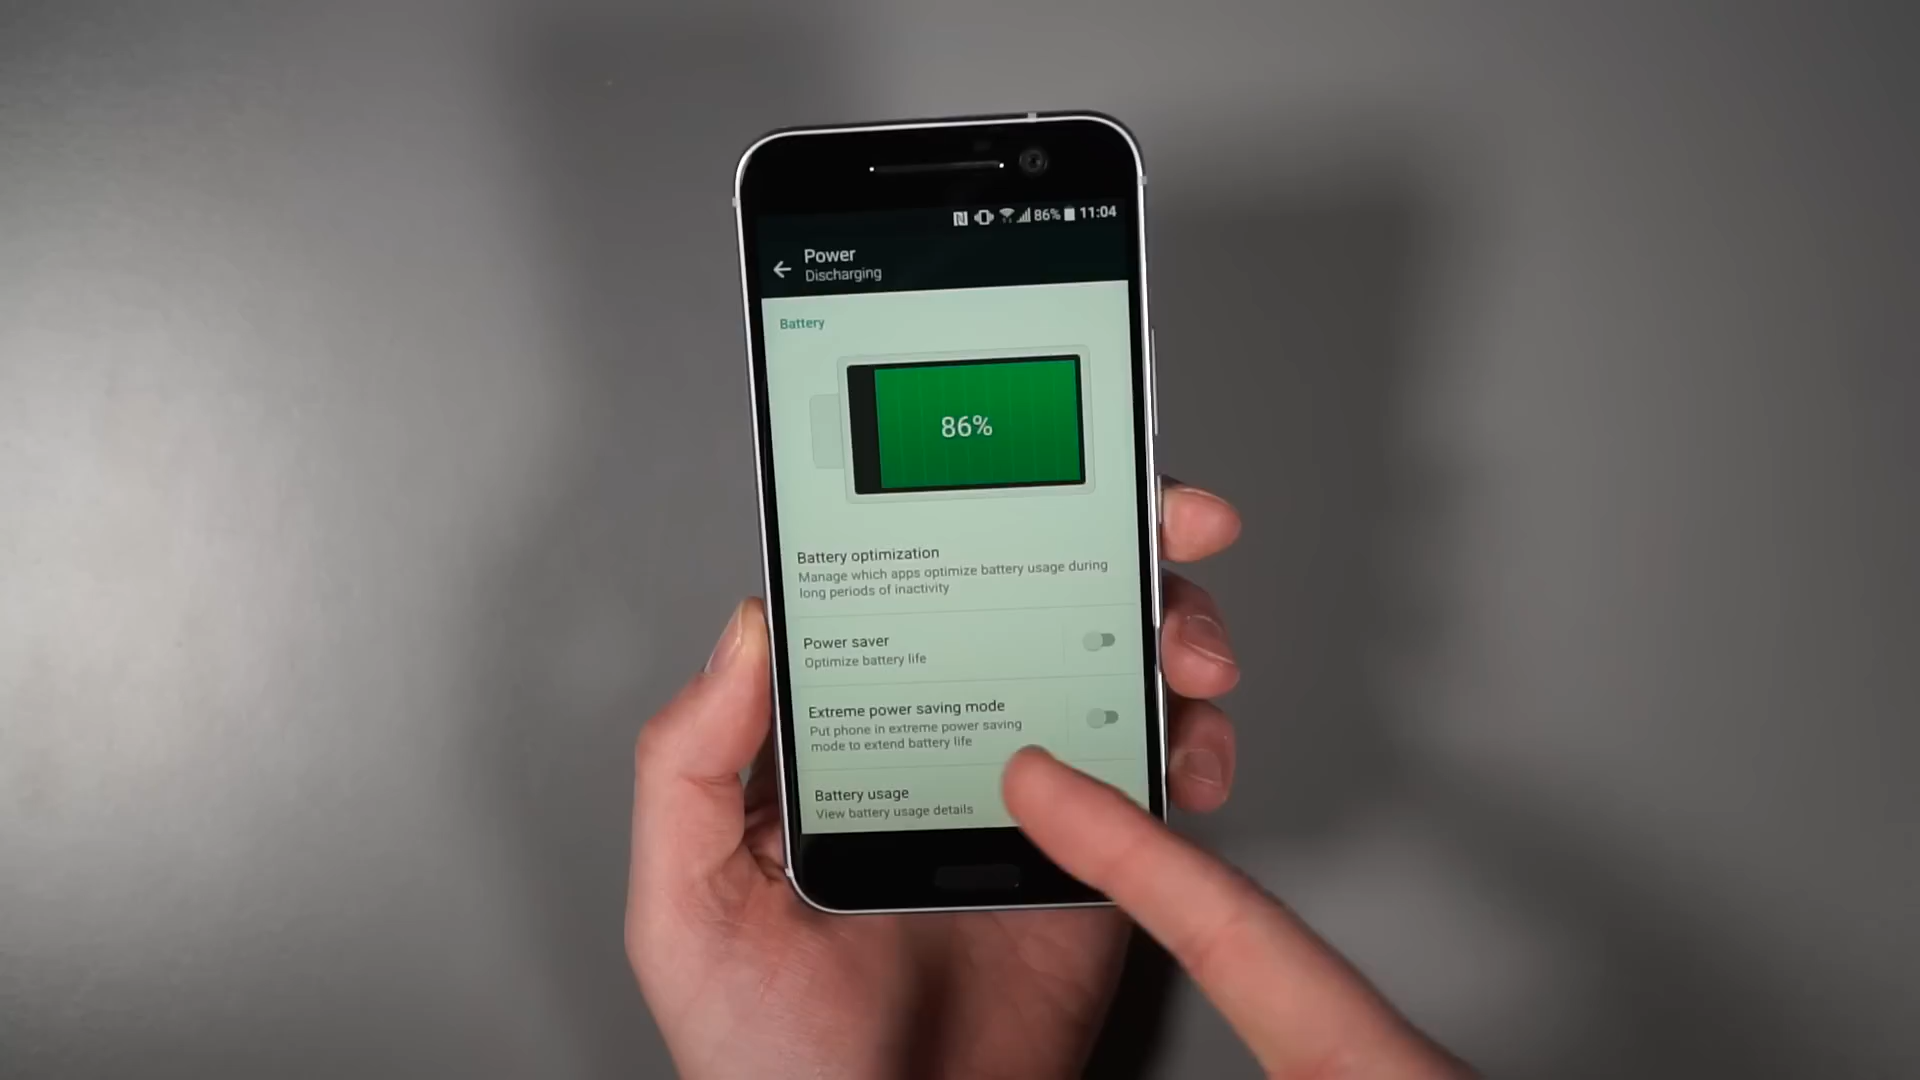 86% 11:04
Power
Discharging
Battery
86%
Battery optimization
Manage which apps optimize battery usage during
long periods of inactivity
Power saver
Optimize battery life
Extreme power saving mode
Put phone in extreme power saving
mode to extend battery life
Battery usage
View battery usage details